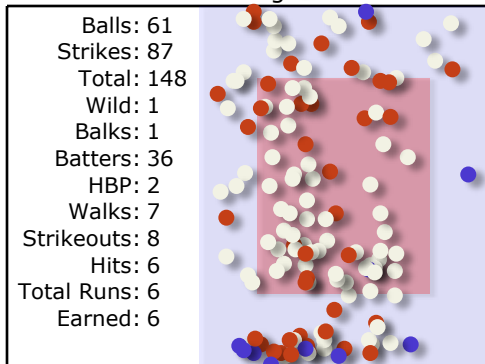 Balls: 61
Strikes: 87
Total: 148
Wild: 1
Balks: 1
Batters: 36
HBP: 2
Walks: 7
Strikeouts: 8
Hits: 6
Total Runs: 6
Earned: 6